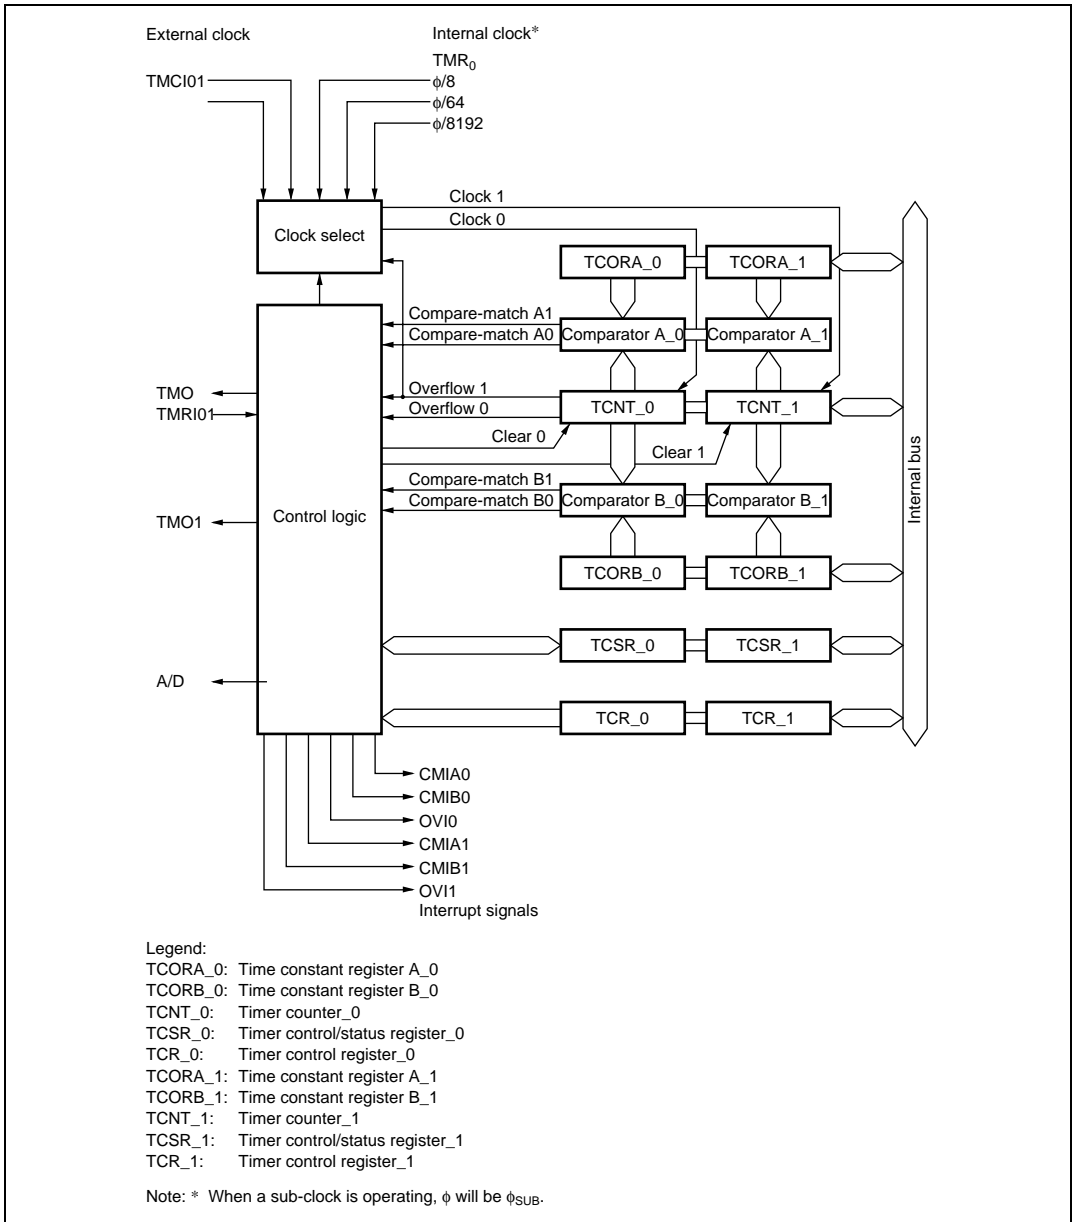 External clock
Internal clock*
TMR0
TMCI01
φ/8
φ/64
φ/8192
Clock 1
Clock 0
Clock select
TCORA_0
TCORA_1
Compare-match A1
Compare-match A0
Comparator A_0
Comparator A_1
TMO
TMRI01
Overflow 1
Overflow 0
TCNT_0
TCNT_1
Clear 0
Clear 1
Internal bus
Compare-match B1
Compare-match B0
Comparator B_0
Comparator B_1
Control logic
TMO1
TCORB_0
TCORB_1
TCSR_0
TCSR_1
A/D
TCR_0
TCR_1
CMIA0
CMIB0
OVI0
CMIA1
CMIB1
OVI1
Interrupt signals
Legend:
TCORA_0: Time constant register A_0
TCORB_0: Time constant register B_0
TCNT_0: Timer counter_0
TCSR_0: Timer control/status register_0
TCR_0: Timer control register_0
TCORA_1: Time constant register A_1
TCORB_1: Time constant register B_1
TCNT_1: Timer counter_1
TCSR_1: Timer control/status register_1
TCR_1: Timer control register_1
Note: * When a sub-clock is operating, φ will be φSUB.